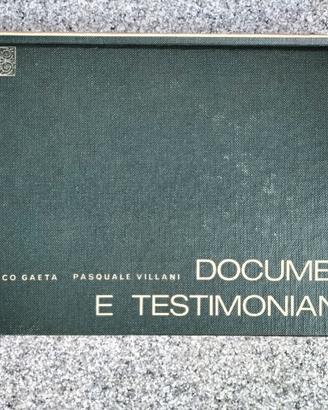 CO GAETA PASQUALE VILLANI DOCUME
E TESTIMONIAN